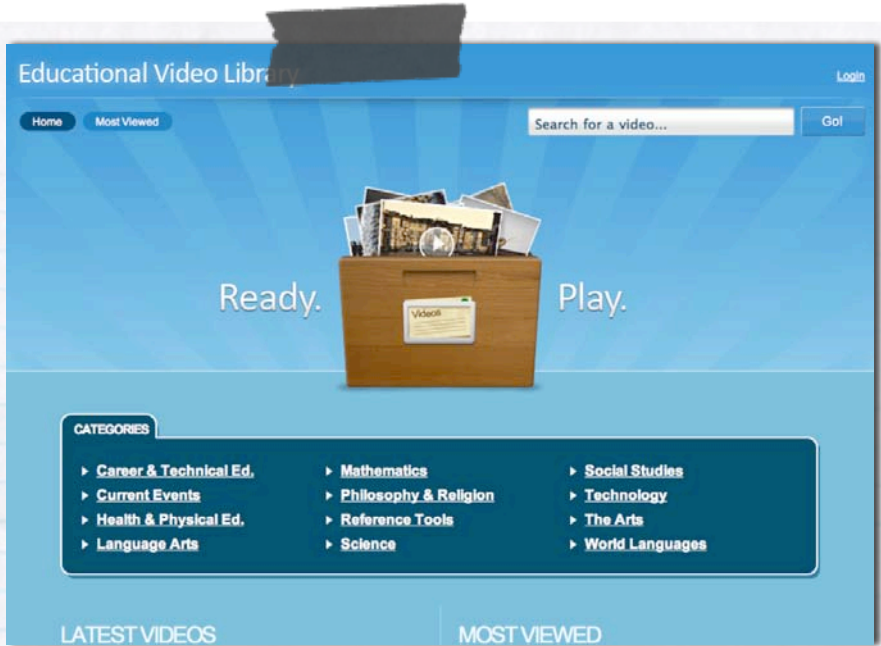 Educational Video Library
Login
Home Most Viewed Search for a video... Go!
Ready. Play.
Videos
CATEGORIES
Career & Technical Ed. Mathematics Social Studies
Current Events Philosophy & Religion Technology
Health & Physical Ed. Reference Tools The Arts
Language Arts Science World Languages
LATEST VIDEOS MOST VIEWED